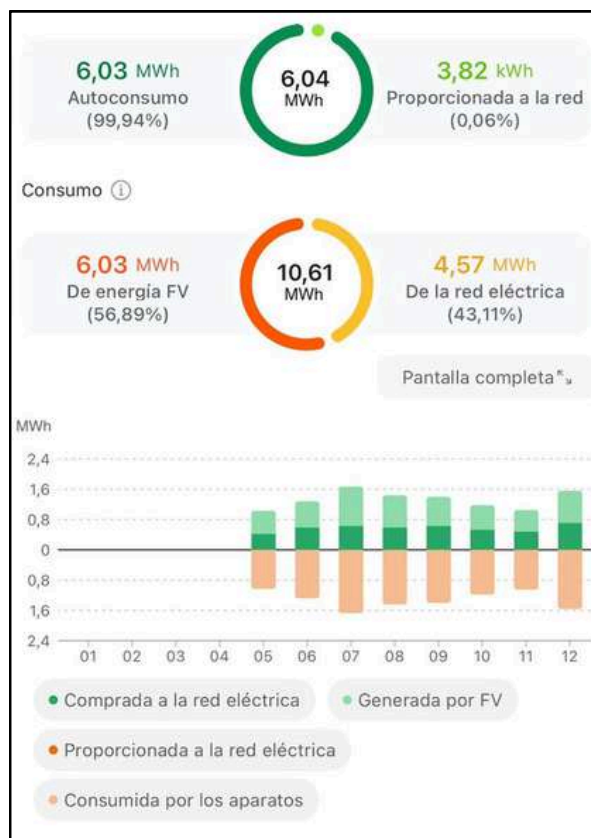 6,03 MWh
Autoconsumo
(99,94%)
6,04
MWh
3,82 kWh
Proporcionada a la red
(0,06%)
Consumo
6,03 MWh
De energía FV
(56,89%)
10,61
MWh
4,57 MWh
De la red eléctrica
(43,11%)
Pantalla completa
MWh
2,4
1,6
0,8
0
0,8
1,6
2,4
01 02 03 04 05 06 07 08 09 10 11 12
Comprada a la red eléctrica
Generada por FV
Proporcionada a la red eléctrica
Consumida por los aparatos